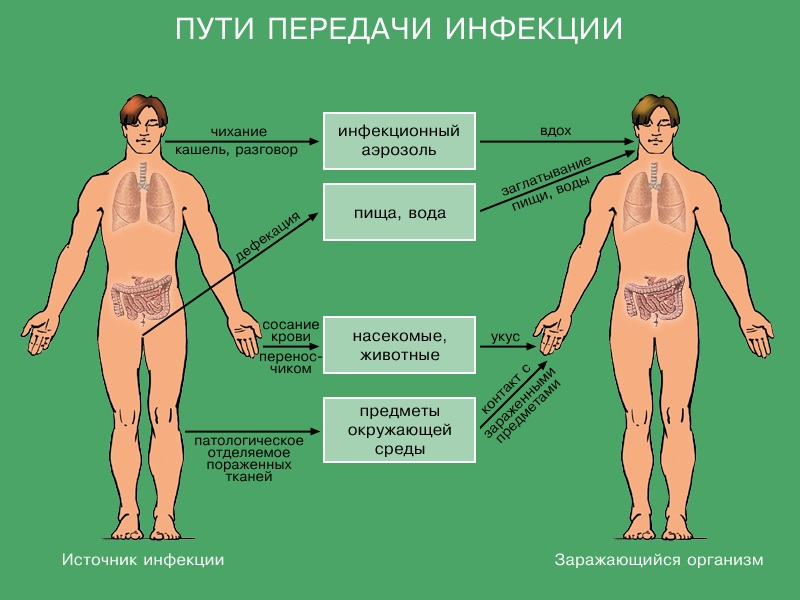 ПУТИ ПЕРЕДАЧИ ИНФЕКЦИИ
чихание
кашель, разговор
инфекционный
аэрозоль
вдох
заглатывание
пищи, воды
пища, вода
дефекация
сосание
крови
перенос-
чиком
насекомые,
животные
укус
контакт с
зараженными
предметами
предметы
окружающей
среды
патологическое
отделяемое
пораженных
тканей
Источник инфекции
Заражающийся организм